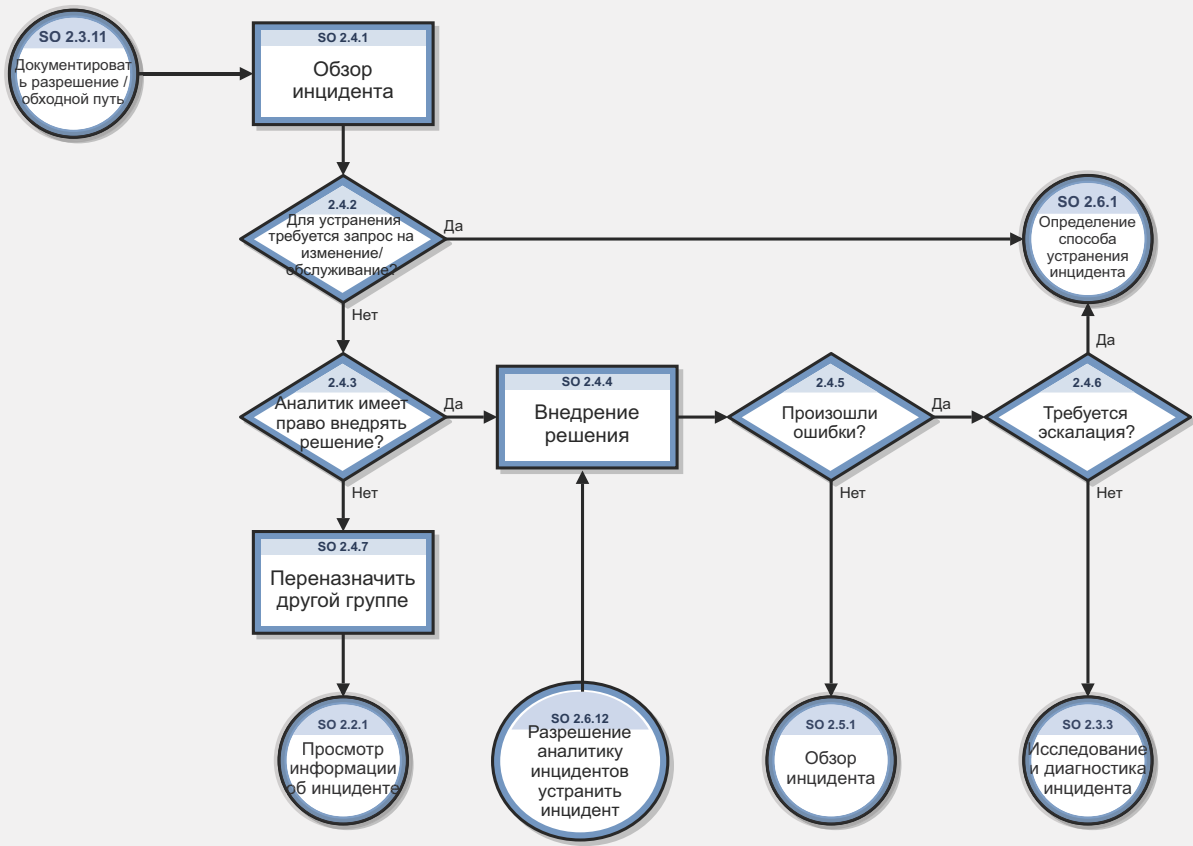 SO 2.3.11
Документироват
ь разрешение /
обходной путь
SO 2.4.1
Обзор
инцидента
2.4.2
Для устранения
требуется запрос на
изменение/
обслуживание?
Да
SO 2.6.1
Определение
способа
устранения
инцидента
Нет
Да
2.4.3
Аналитик имеет
право внедрять
решение?
Да
SO 2.4.4
Внедрение
решения
2.4.5
Произошли
ошибки?
Да
2.4.6
Требуется
эскалация?
Нет
Нет
Нет
SO 2.4.7
Переназначить
другой группе
SO 2.2.1
Просмотр
информации
об инциденте
SO 2.6.12
Разрешение
аналитику
инцидентов
устранить
инцидент
SO 2.5.1
Обзор
инцидента
SO 2.3.3
Исследование
и диагностика
инцидента